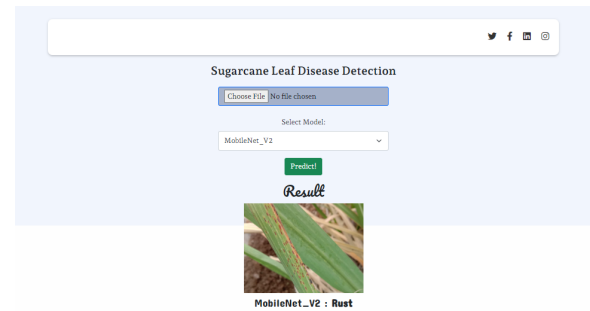 Sugarcane Leaf Disease Detection
Choose File No file chosen
Select Model:
MobileNet_V2
Predict!
Result
MobileNet_V2 : Rust